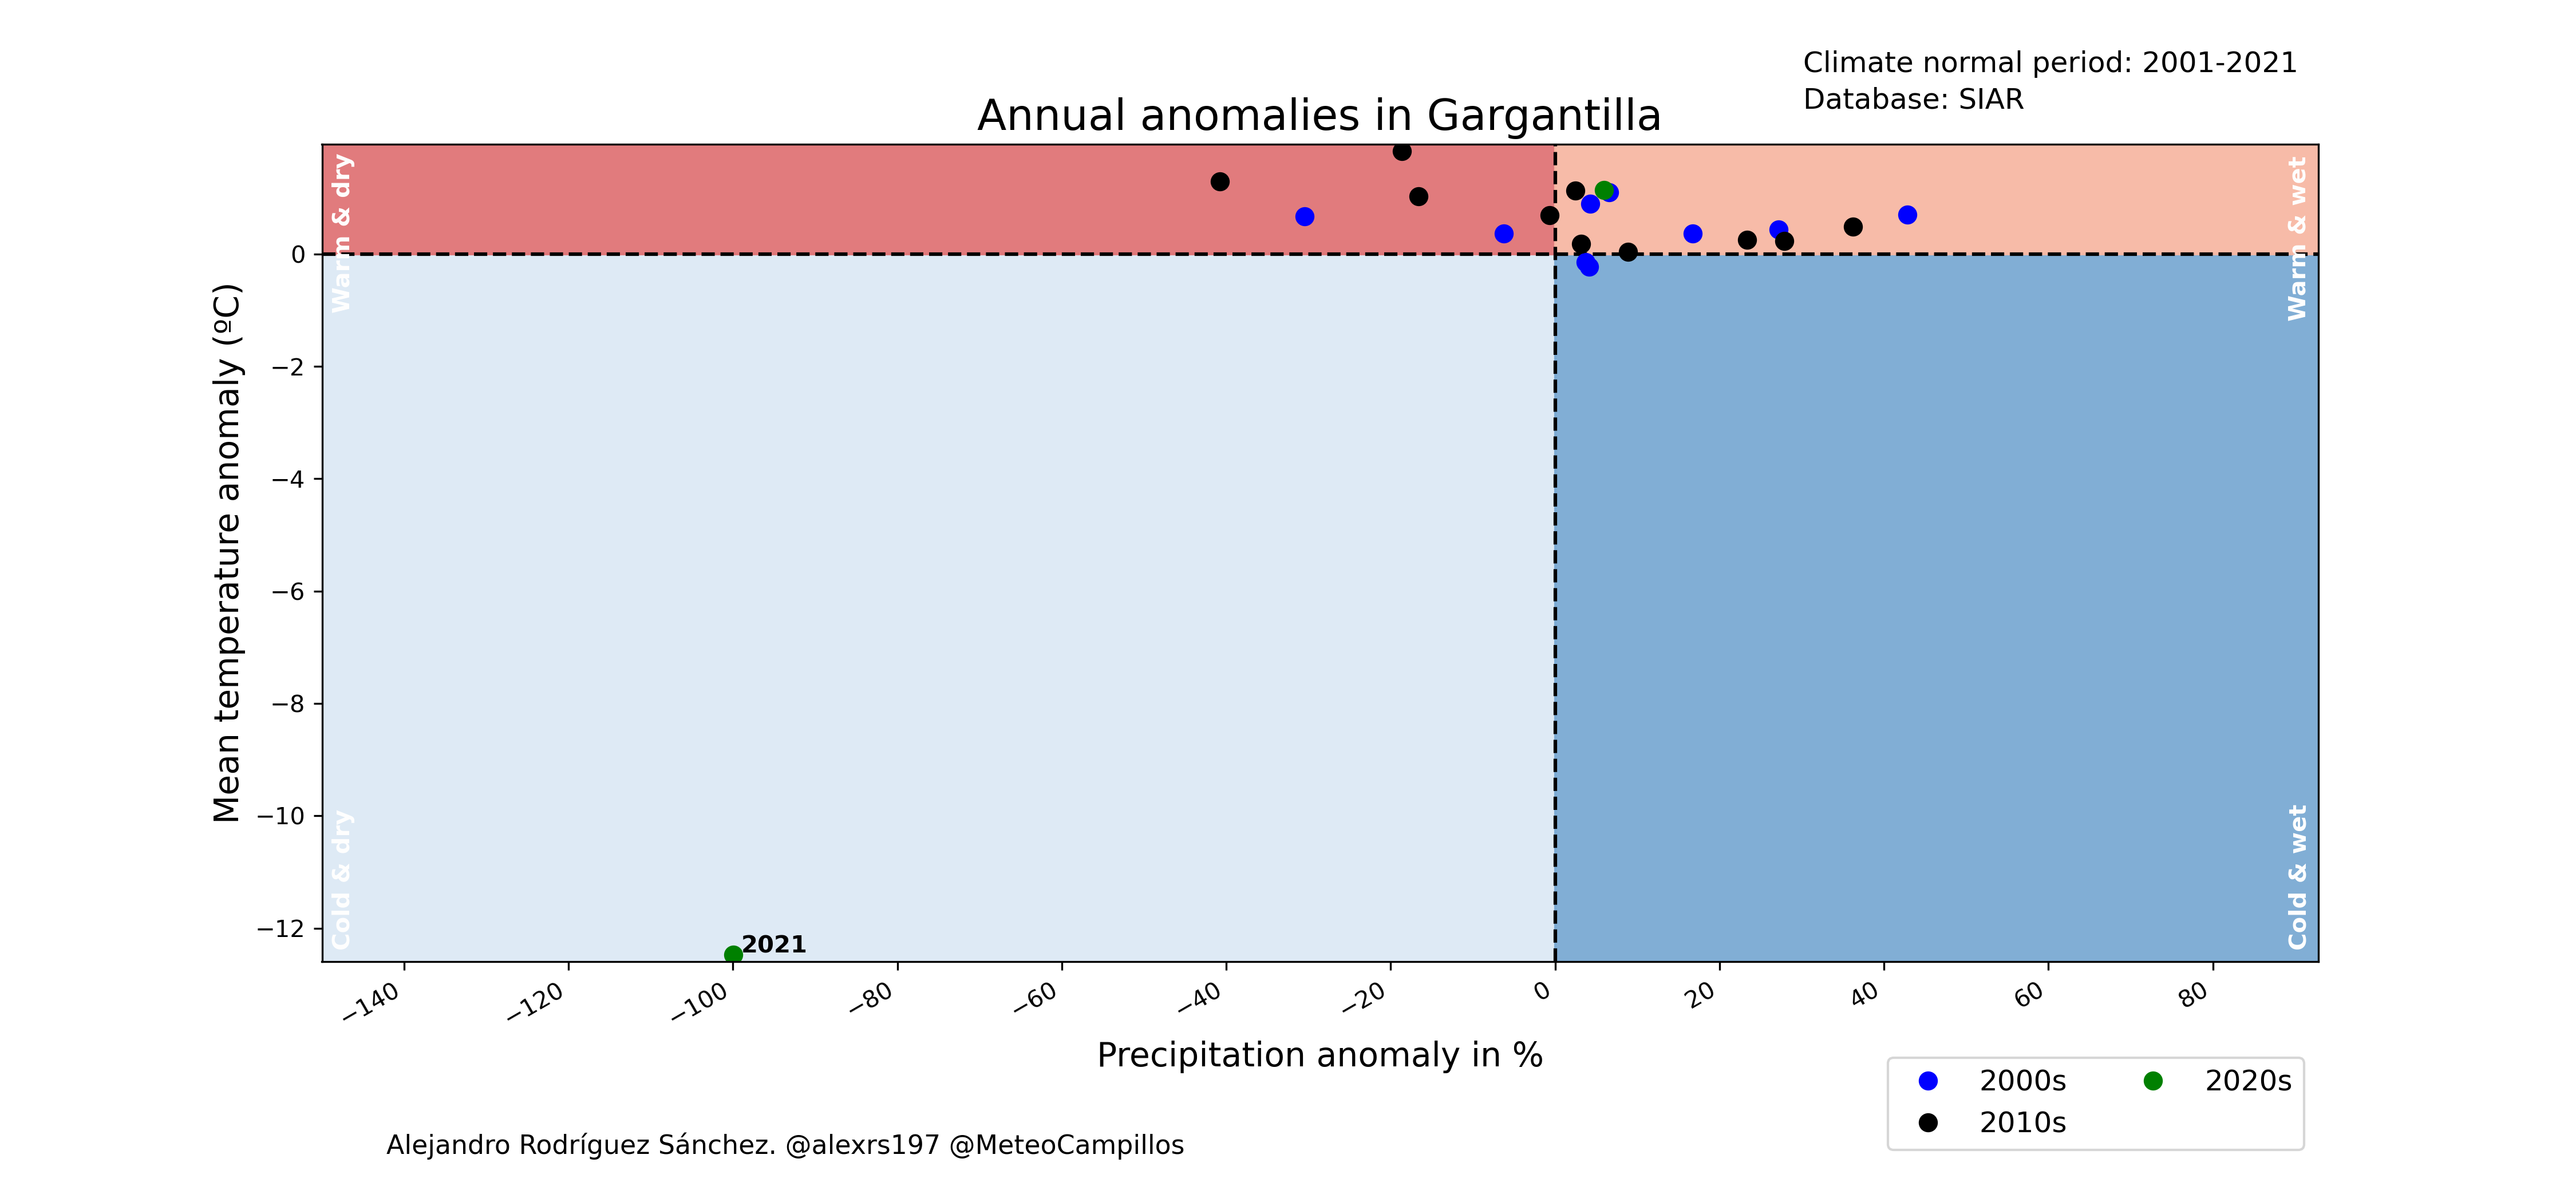 Climate normal period: 2001-2021
Database: SIAR
Annual anomalies in Gargantilla
Warm & dry
Warm & wet
Cold & dry
Cold & wet
Mean temperature anomaly (ºC)
0
−2
−4
−6
−8
−10
−12
2021
−140
−120
−100
−80
−60
−40
−20
0
20
40
60
80
Precipitation anomaly in %
2000s
2010s
2020s
Alejandro Rodríguez Sánchez. @alexrs197 @MeteoCampillos